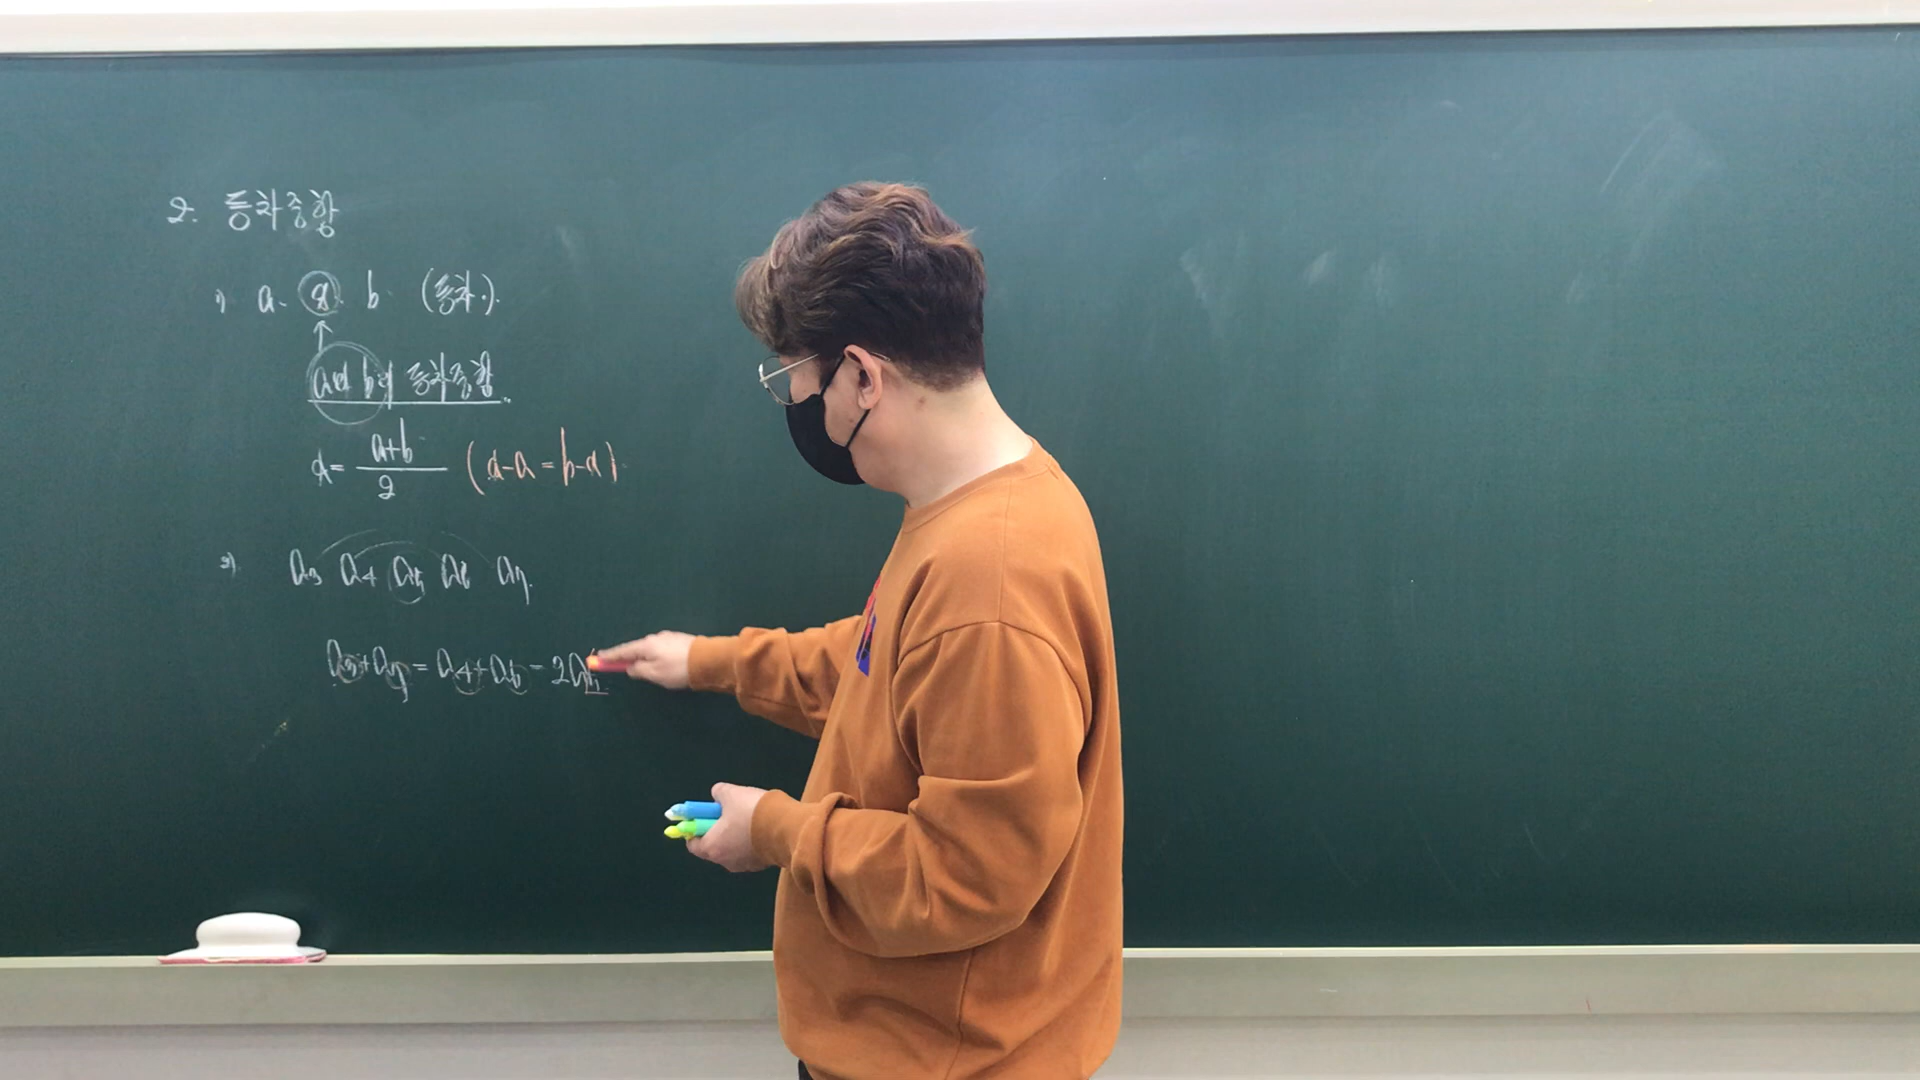 2. 등차중항
1) a. α. b. (등차.).
a와 b의 등차중항
α = a+b / 2 (α-a = b-α)
2) a3 a4 a5 a6 a7.
a3+a7 = a4+a6 = 2a5